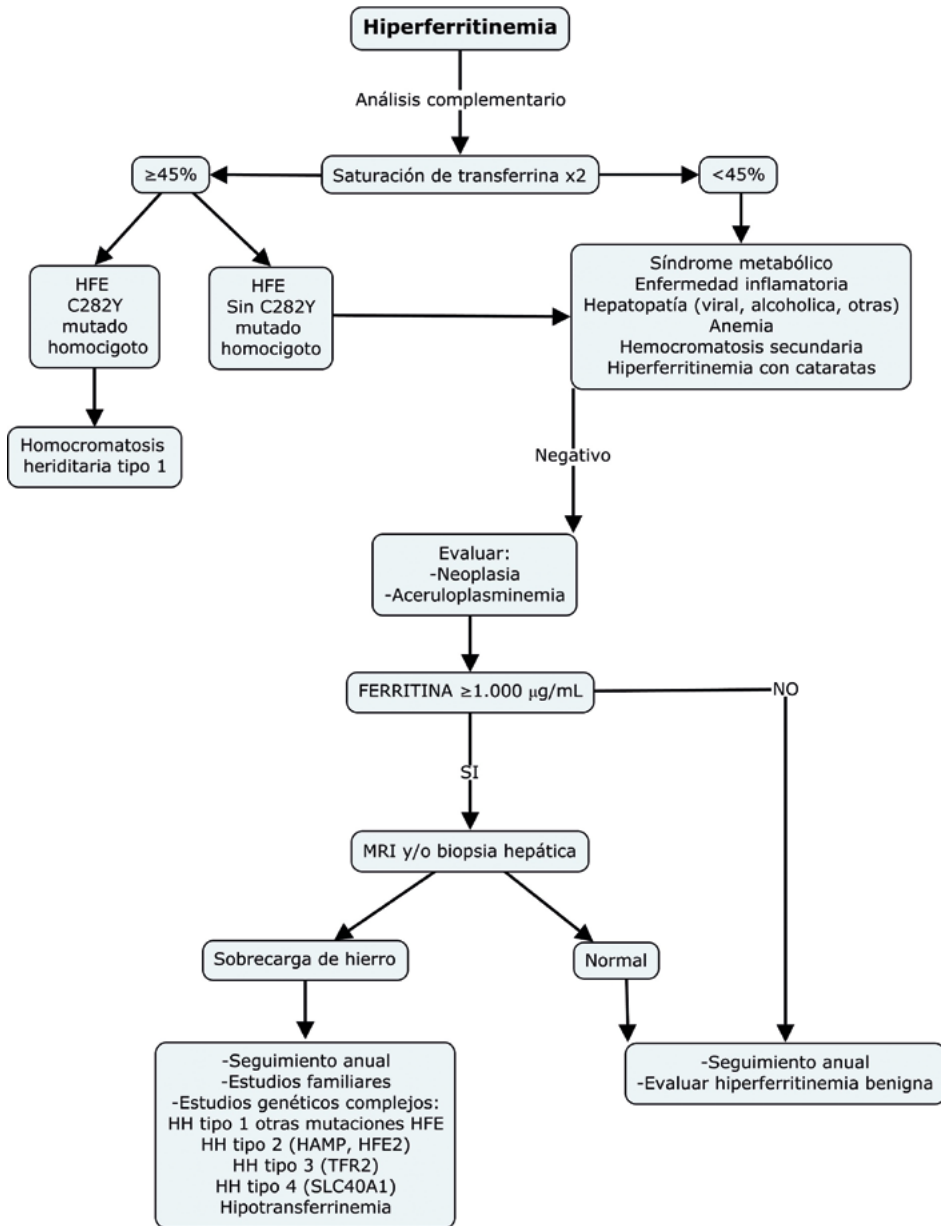 Hiperferritinemia
Análisis complementario
≥45%
Saturación de transferrina x2
<45%
HFE
C282Y
mutado
homocigoto
HFE
Sin C282Y
mutado
homocigoto
Síndrome metabólico
Enfermedad inflamatoria
Hepatopatía (viral, alcoholica, otras)
Anemia
Hemocromatosis secundaria
Hiperferritinemia con cataratas
Homocromatosis
heriditaria tipo 1
Negativo
Evaluar:
-Neoplasia
-Aceruloplasminemia
FERRITINA ≥1.000 µg/mL
NO
SI
MRI y/o biopsia hepática
Sobrecarga de hierro
Normal
-Seguimiento anual
-Estudios familiares
-Estudios genéticos complejos:
HH tipo 1 otras mutaciones HFE
HH tipo 2 (HAMP, HFE2)
HH tipo 3 (TFR2)
HH tipo 4 (SLC40A1)
Hipotransferrinemia
-Seguimiento anual
-Evaluar hiperferritinemia benigna